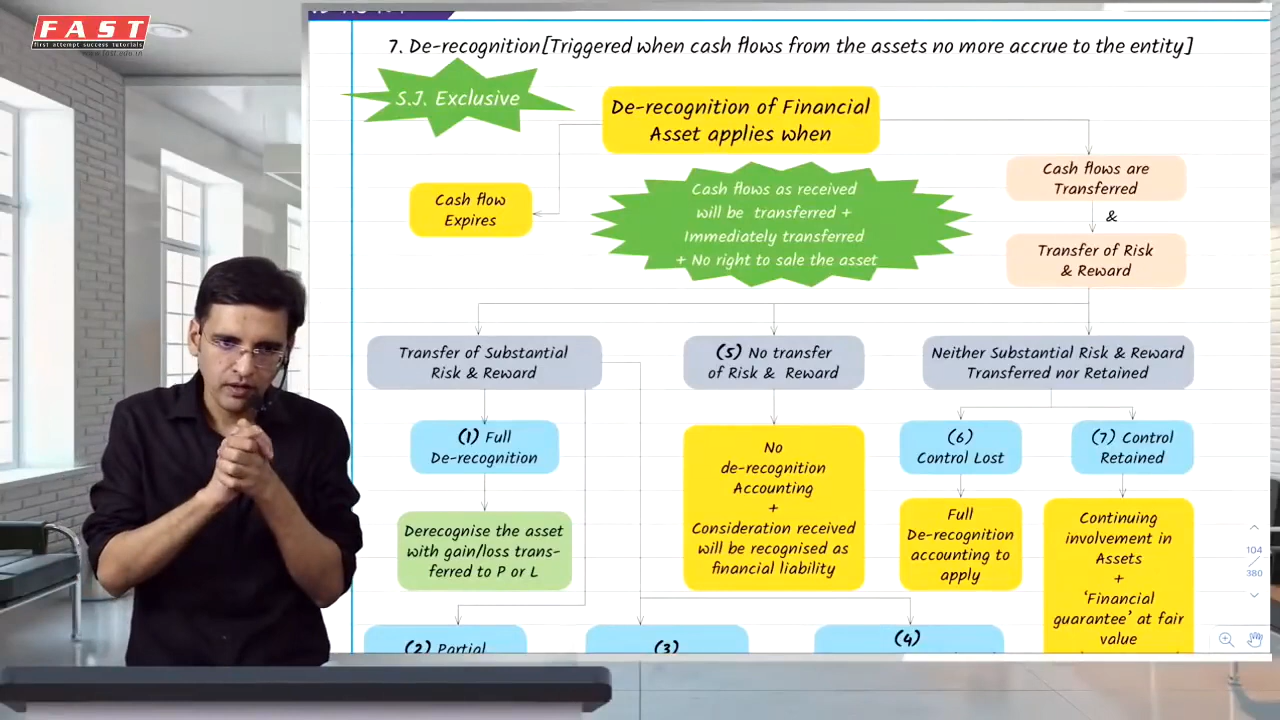 FAST
first attempt success tutorials
www.fast.edu.in
7. De-recognition[Triggered when cash flows from the assets no more accrue to the entity]
S.J. Exclusive
De-recognition of Financial
Asset applies when
Cash flow
Expires
Cash flows as received
will be transferred +
Immediately transferred
+ No right to sale the asset
Cash flows are
Transferred
&
Transfer of Risk
& Reward
Transfer of Substantial
Risk & Reward
(5) No transfer
of Risk & Reward
Neither Substantial Risk & Reward
Transferred nor Retained
(1) Full
De-recognition
Derecognise the asset
with gain/loss trans-
ferred to P or L
No
de-recognition
Accounting
+
Consideration received
will be recognised as
financial liability
(6)
Control Lost
Full
De-recognition
accounting to
apply
(7) Control
Retained
Continuing
involvement in
Assets
+
‘Financial
guarantee’ at fair
value
(2) Partial
(3)
(4)
104
380